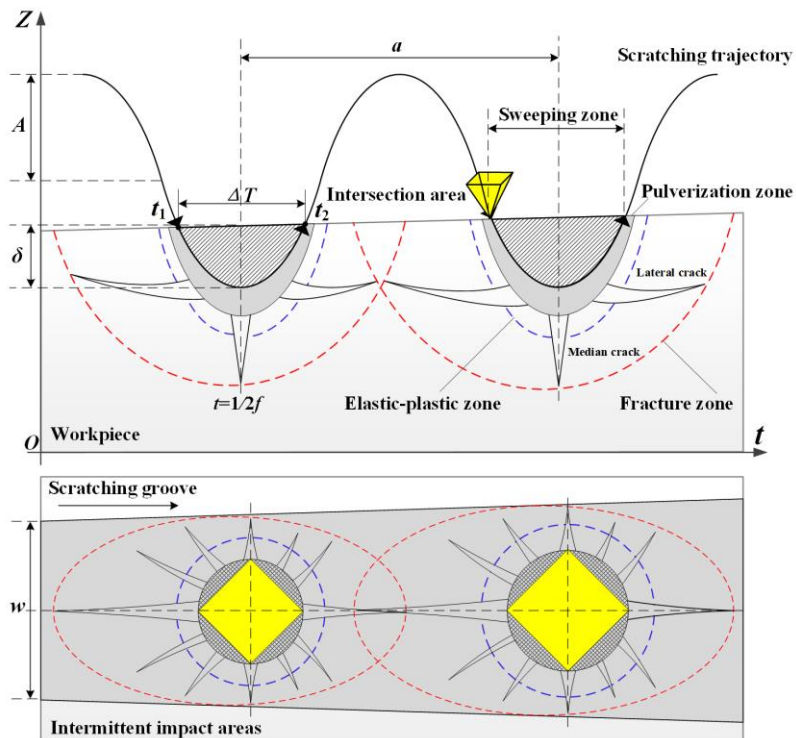 Z
a
Scratching trajectory
A
Sweeping zone
ΔT
Intersection area
Pulverization zone
t1
t2
δ
Lateral crack
Median crack
t=1/2f
Elastic-plastic zone
Fracture zone
O
Workpiece
t
Scratching groove
w
Intermittent impact areas